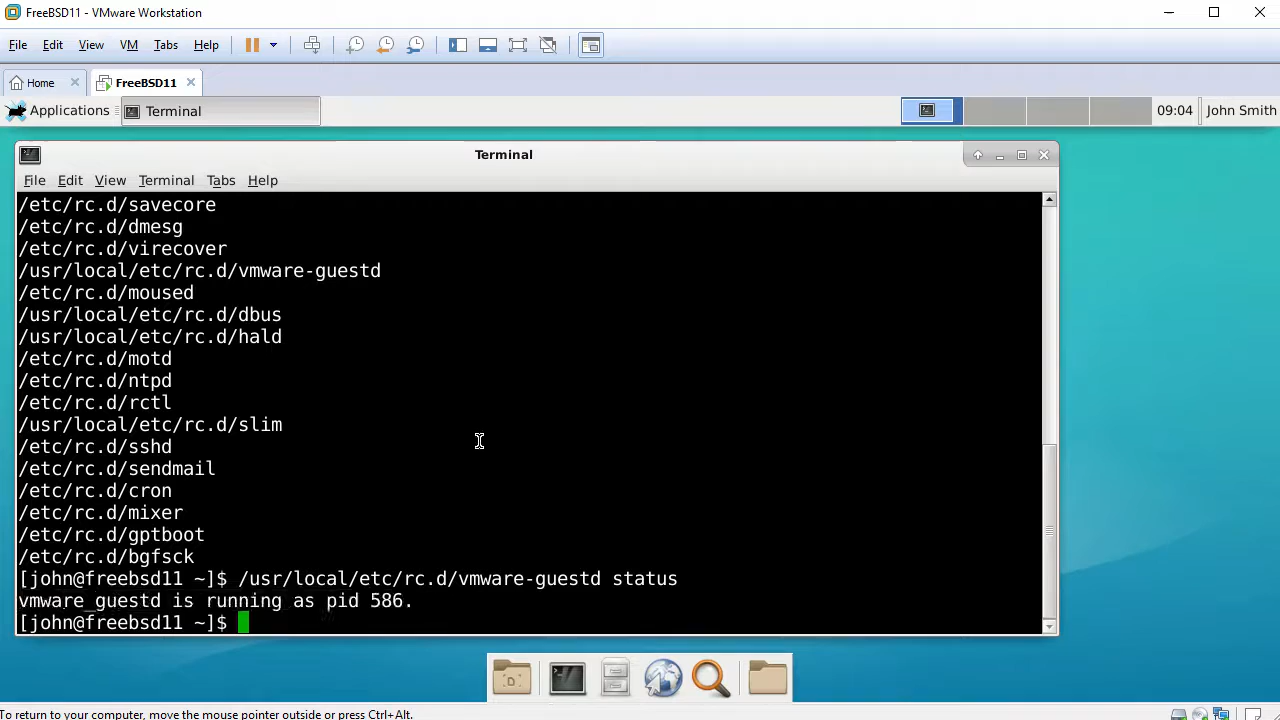 FreeBSD11 - VMware Workstation
File Edit View VM Tabs Help
Home FreeBSD11
Applications Terminal 09:04 John Smith
Terminal
File Edit View Terminal Tabs Help
/etc/rc.d/savecore
/etc/rc.d/dmesg
/etc/rc.d/virecover
/usr/local/etc/rc.d/vmware-guestd
/etc/rc.d/moused
/usr/local/etc/rc.d/dbus
/usr/local/etc/rc.d/hald
/etc/rc.d/motd
/etc/rc.d/ntpd
/etc/rc.d/rctl
/usr/local/etc/rc.d/slim
/etc/rc.d/sshd
/etc/rc.d/sendmail
/etc/rc.d/cron
/etc/rc.d/mixer
/etc/rc.d/gptboot
/etc/rc.d/bgfsck
[john@freebsd11 ~]$ /usr/local/etc/rc.d/vmware-guestd status
vmware_guestd is running as pid 586.
[john@freebsd11 ~]$
D
To return to your computer, move the mouse pointer outside or press Ctrl+Alt.